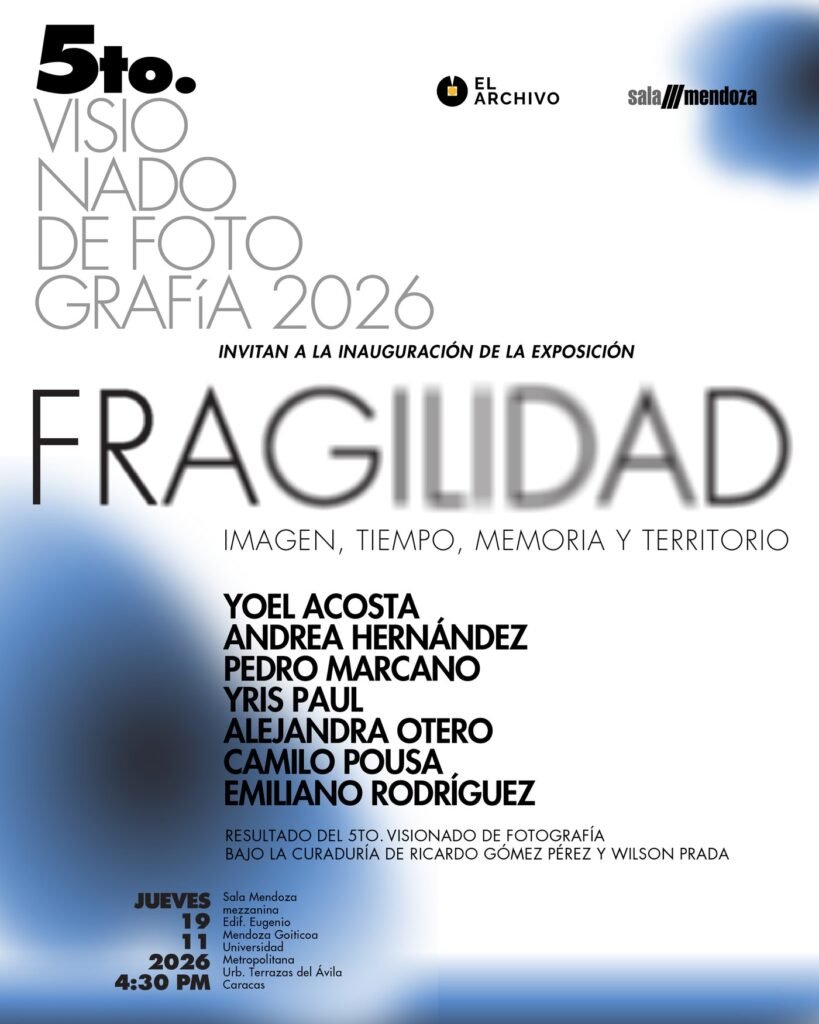 5to.
VISIO
NADO
DE FOTO
GRAFíA 2026
EL
ARCHIVO
sala///mendoza
INVITAN A LA INAUGURACIÓN DE LA EXPOSICIÓN
FRAGILIDAD
IMAGEN, TIEMPO, MEMORIA Y TERRITORIO
YOEL ACOSTA
ANDREA HERNÁNDEZ
PEDRO MARCANO
YRIS PAUL
ALEJANDRA OTERO
CAMILO POUSA
EMILIANO RODRÍGUEZ
RESULTADO DEL 5TO. VISIONADO DE FOTOGRAFÍA
BAJO LA CURADURÍA DE RICARDO GÓMEZ PÉREZ Y WILSON PRADA
JUEVES
19
11
2026
4:30 PM
Sala Mendoza
mezzanina
Edif. Eugenio
Mendoza Goiticoa
Universidad
Metropolitana
Urb. Terrazas del Ávila
Caracas